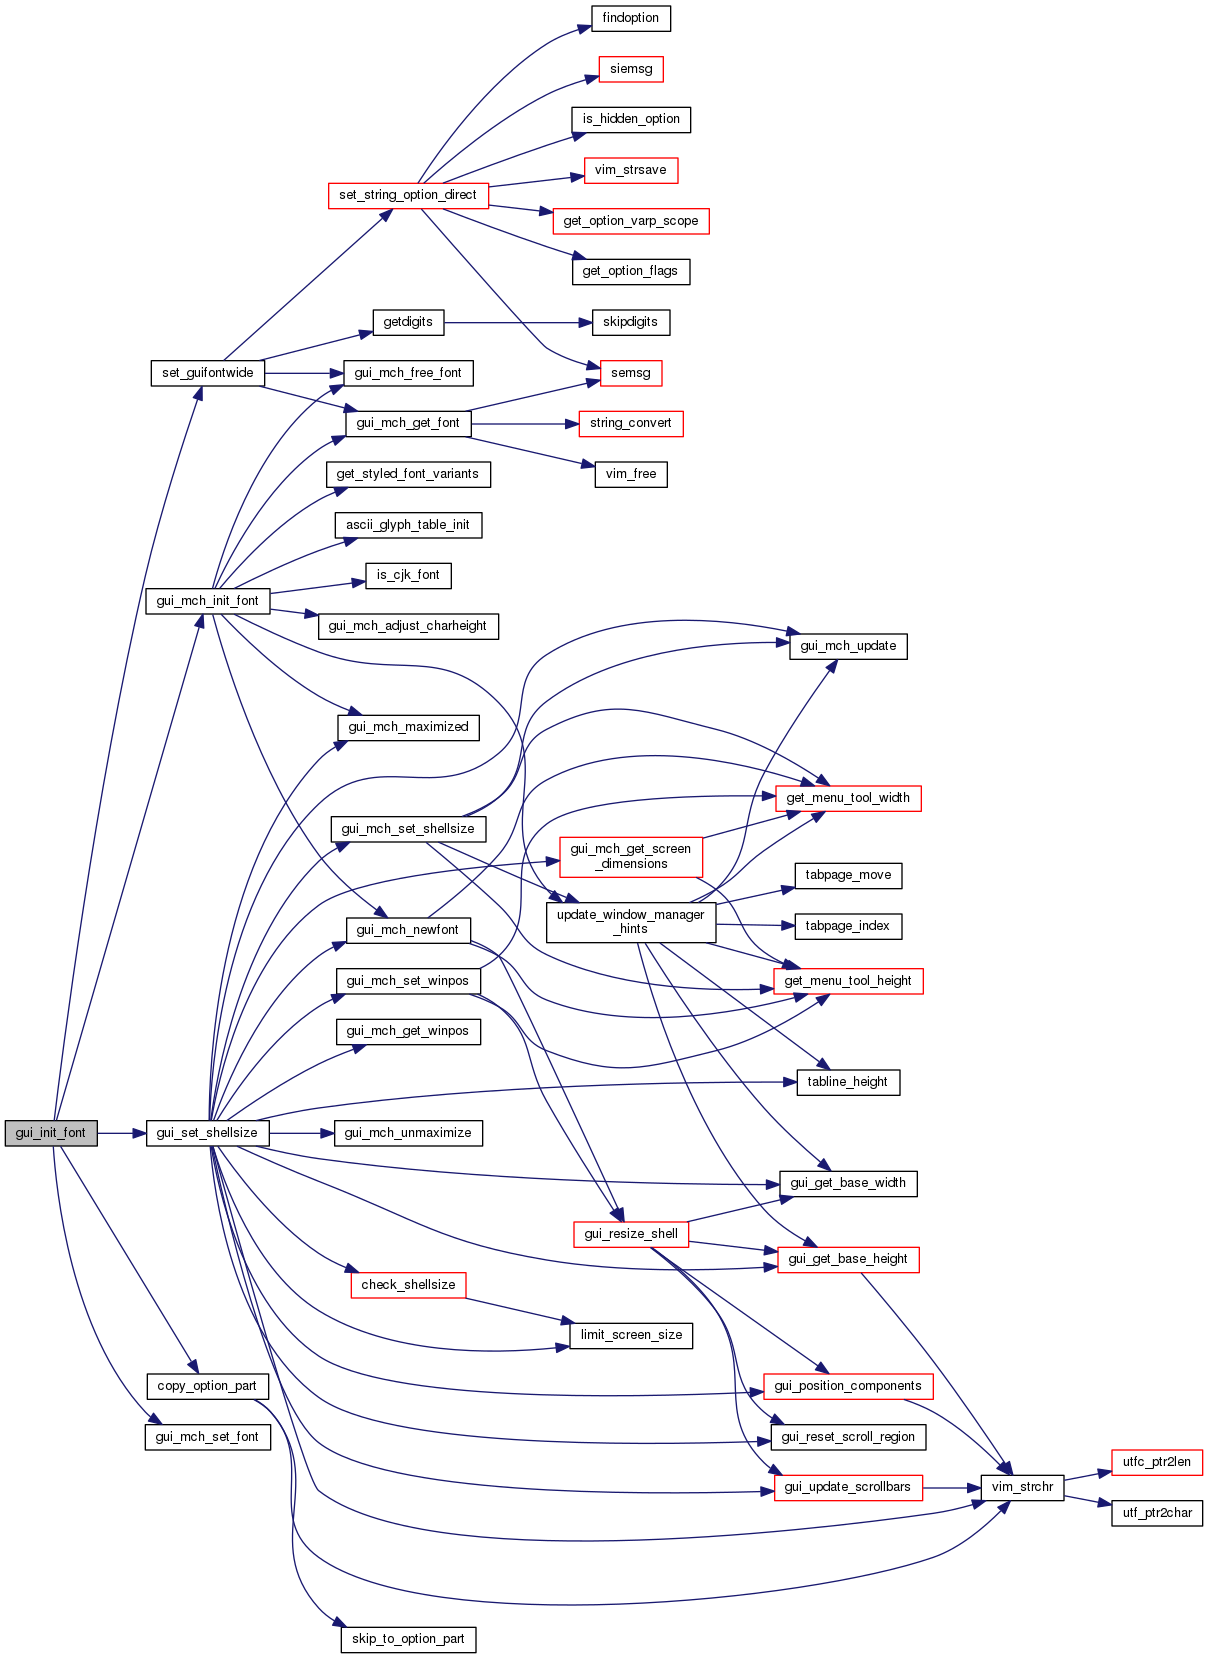 findoption
siemsg
is_hidden_option
vim_strsave
set_string_option_direct
get_option_varp_scope
get_option_flags
getdigits
skipdigits
set_guifontwide
gui_mch_free_font
semsg
gui_mch_get_font
string_convert
get_styled_font_variants
vim_free
ascii_glyph_table_init
is_cjk_font
gui_mch_init_font
gui_mch_adjust_charheight
gui_mch_update
gui_mch_maximized
get_menu_tool_width
gui_mch_set_shellsize
gui_mch_get_screen
_dimensions
tabpage_move
update_window_manager
_hints
gui_mch_newfont
tabpage_index
gui_mch_set_winpos
get_menu_tool_height
gui_mch_get_winpos
tabline_height
gui_init_font
gui_set_shellsize
gui_mch_unmaximize
gui_get_base_width
gui_resize_shell
gui_get_base_height
check_shellsize
limit_screen_size
copy_option_part
gui_position_components
gui_mch_set_font
gui_reset_scroll_region
utfc_ptr2len
gui_update_scrollbars
vim_strchr
utf_ptr2char
skip_to_option_part